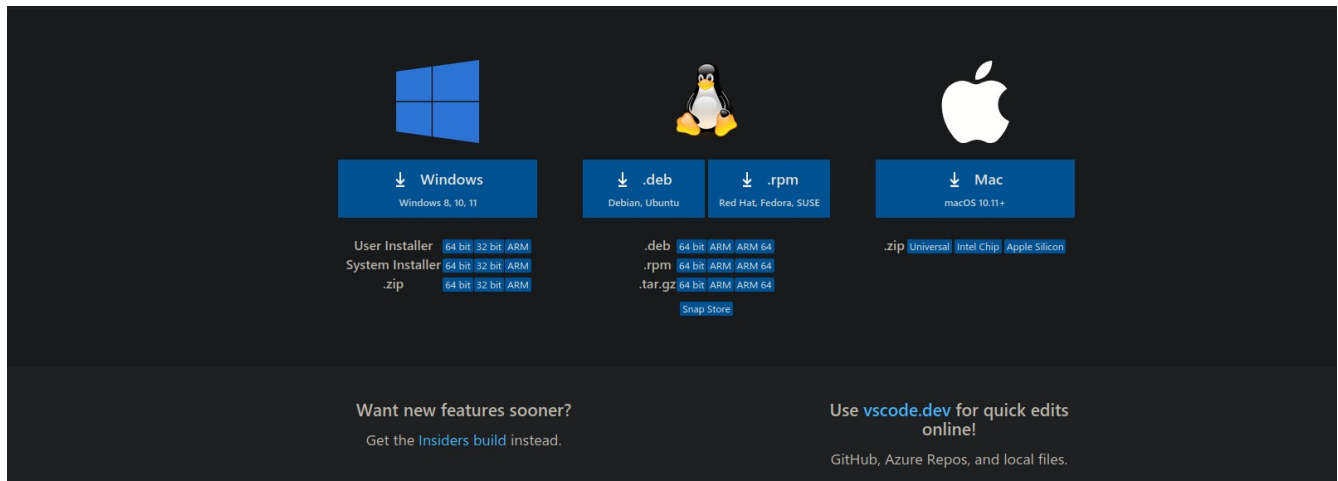 Windows
Windows 8, 10, 11
User Installer 64 bit 32 bit ARM
System Installer 64 bit 32 bit ARM
.zip 64 bit 32 bit ARM
.deb
Debian, Ubuntu
.rpm
Red Hat, Fedora, SUSE
.deb 64 bit ARM ARM 64
.rpm 64 bit ARM ARM 64
.tar.gz 64 bit ARM ARM 64
Snap Store
Mac
macOS 10.11+
.zip Universal Intel Chip Apple Silicon
Want new features sooner?
Get the Insiders build instead.
Use vscode.dev for quick edits
online!
GitHub, Azure Repos, and local files.